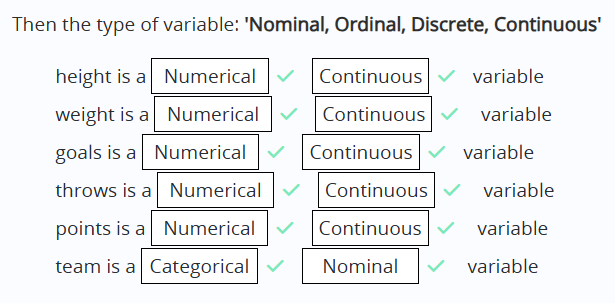 Then the type of variable: 'Nominal, Ordinal, Discrete, Continuous'
height is a Numerical Continuous variable
weight is a Numerical Continuous variable
goals is a Numerical Continuous variable
throws is a Numerical Continuous variable
points is a Numerical Continuous variable
team is a Categorical Nominal variable